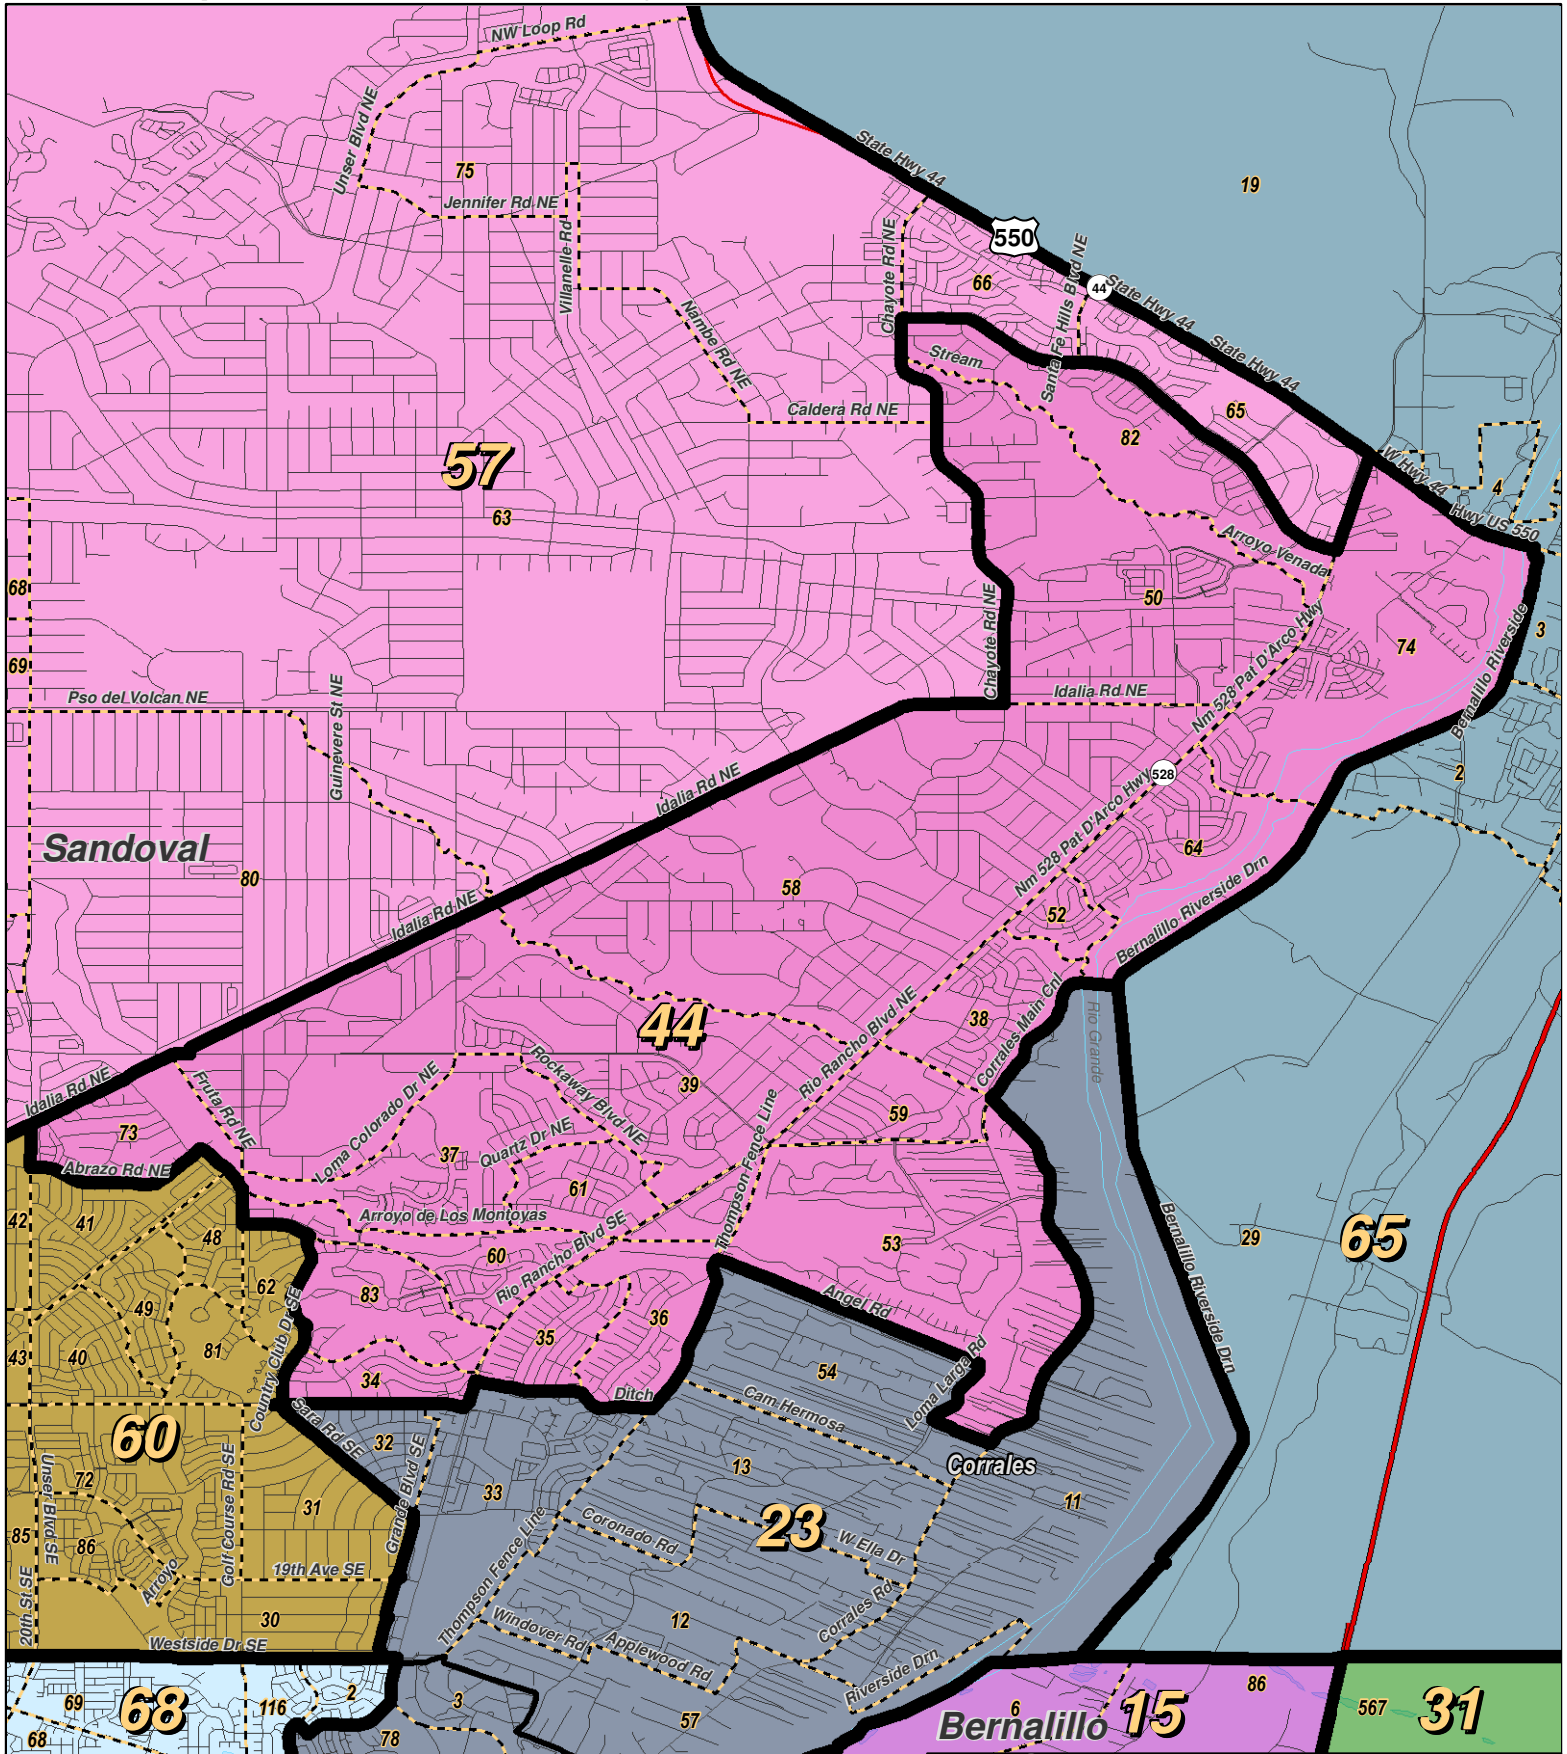 NW Loop Rd
Unser Blvd NE
75
Jennifer Rd NE
Villanelle Rd
State Hwy 44
19
550
Chayote Rd NE
66
Santa Fe Hills Blvd NE
44
State Hwy 44
State Hwy 44
Nambe Rd NE
Stream
Caldera Rd NE
65
82
57
63
W Hwy 44
4
Hwy US 550
Arroyo Venada
68
50
Chayote Rd NE
Nm 528 Pat D'Arco Hwy
74
3
Bernalillo Riverside
69
Pso del Volcan NE
Guinevere St NE
Idalia Rd NE
Idalia Rd NE
528
2
Nm 528 Pat D'Arco Hwy
64
Sandoval
80
58
Idalia Rd NE
52
Bernalillo Riverside Drn
44
38
Corrales Main Cnl
Rio Grande
Rio Rancho Blvd NE
Idalia Rd NE
Fruta Rd NE
Loma Colorado Dr NE
Rockaway Blvd NE
39
59
Thompson Fence Line
73
Abrazo Rd NE
37
Quartz Dr NE
61
42
41
48
Arroyo de Los Montoyas
60
Rio Rancho Blvd SE
53
29
65
Bernalillo Riverside Drn
62
83
49
Country Club Dr SE
36
35
Angel Rd
43
40
81
34
Ditch
54
Loma Larga Rd
Cam Hermosa
60
Sara Rd SE
32
Grande Blvd SE
Corrales
13
11
72
Unser Blvd SE
Golf Course Rd SE
31
33
23
85
86
Arroyo
19th Ave SE
Thompson Fence Line
Coronado Rd
W Ella Dr
20th St SE
30
12
Corrales Rd
Windover Rd
Applewood Rd
Westside Dr SE
Riverside Drn
69
68
116
2
3
57
6
15
86
567
31
68
78
Bernalillo